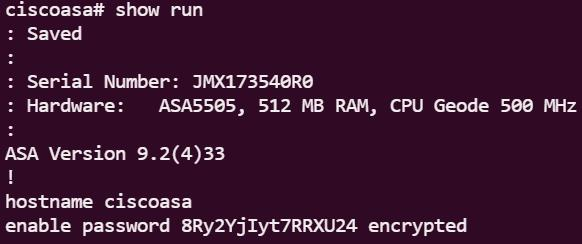 ciscoasa# show run
: Saved
:
: Serial Number: JMX173540R0
: Hardware:   ASA5505, 512 MB RAM, CPU Geode 500 MHz
:
ASA Version 9.2(4)33
!
hostname ciscoasa
enable password 8Ry2YjIyt7RRXU24 encrypted